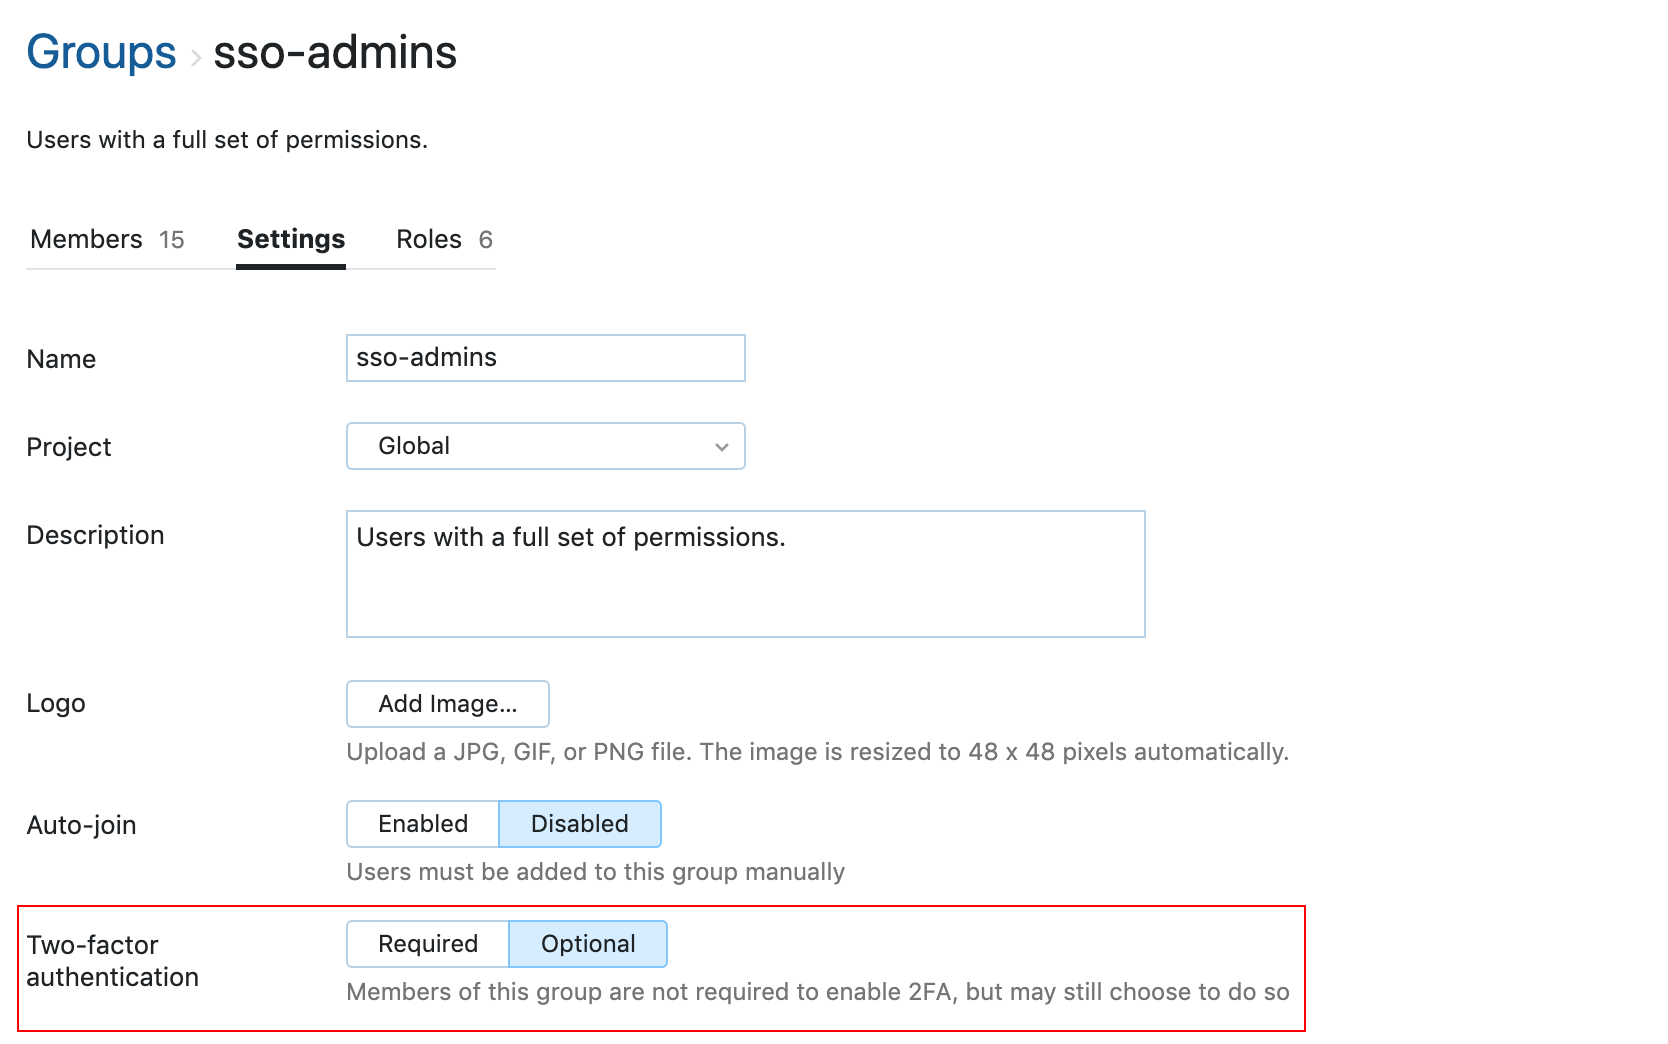 Groups › sso-admins
Users with a full set of permissions.
Members 15 Settings Roles 6
Name sso-admins
Project Global
Description Users with a full set of permissions.
Logo Add Image...
Upload a JPG, GIF, or PNG file. The image is resized to 48 x 48 pixels automatically.
Auto-join Enabled Disabled
Users must be added to this group manually
Two-factor authentication Required Optional
Members of this group are not required to enable 2FA, but may still choose to do so